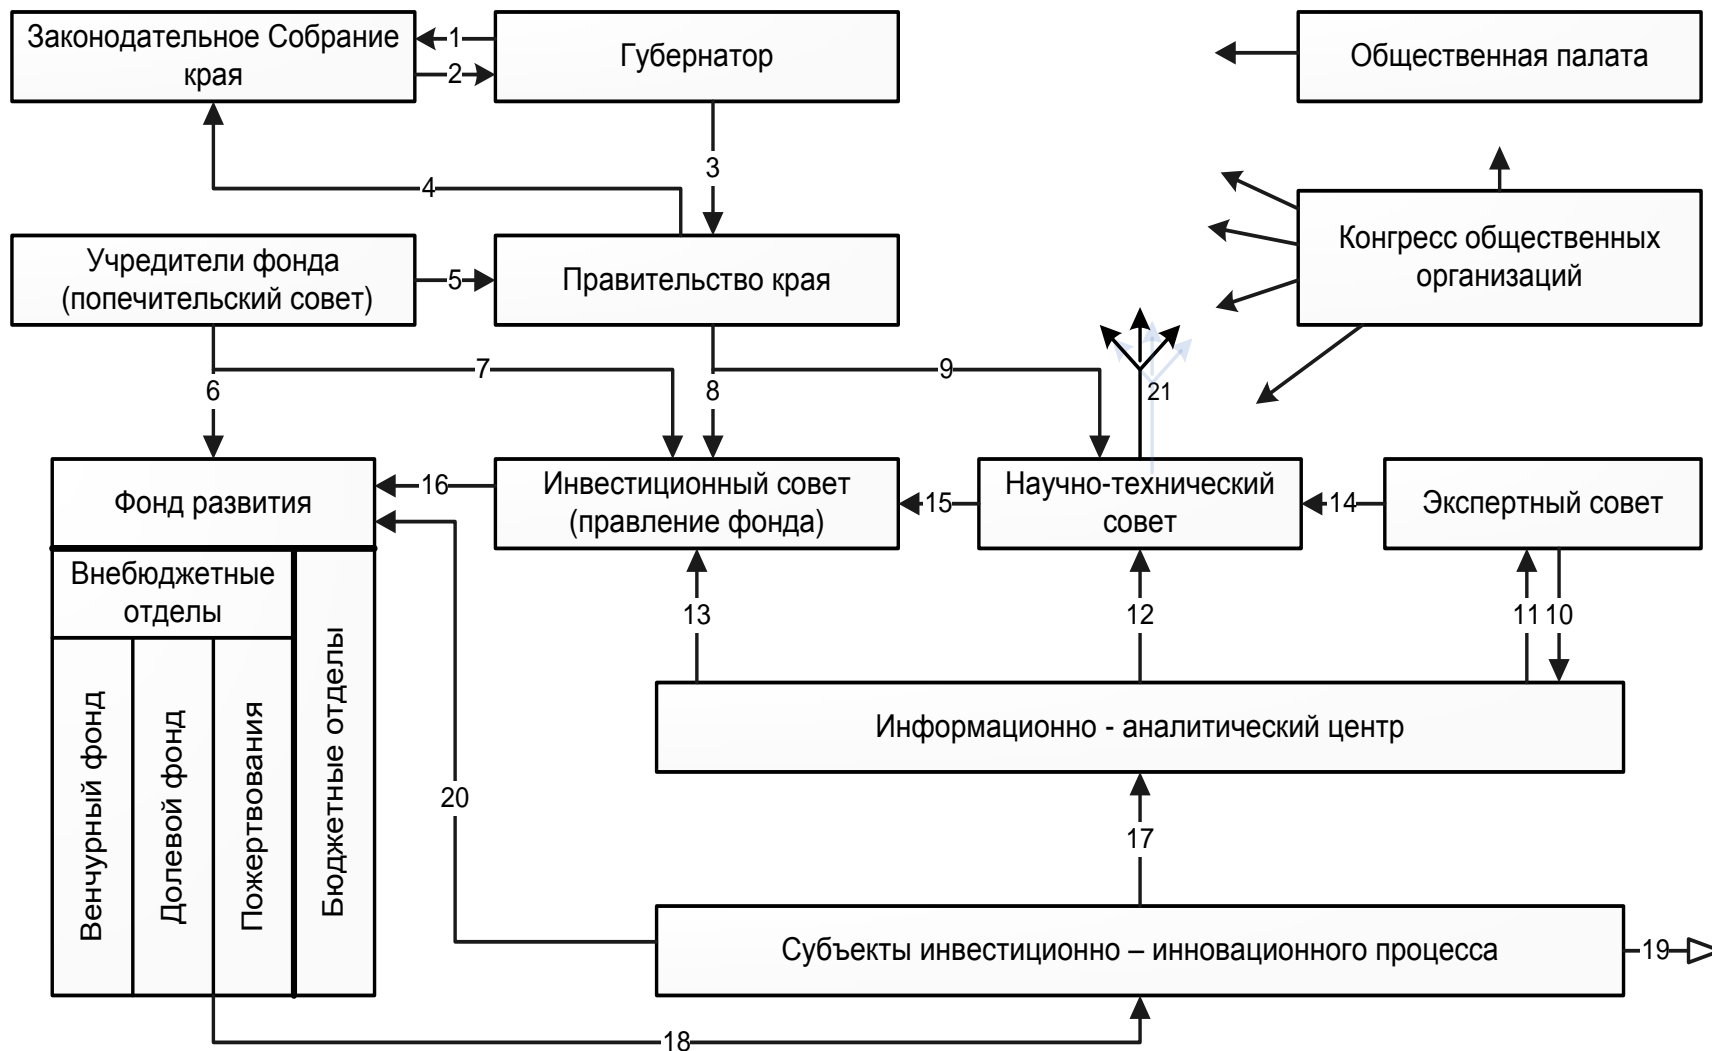 Законодательное Собрание
края
1
2
Губернатор
Общественная палата
3
4
Учредители фонда
(попечительский совет)
5
Правительство края
Конгресс общественных
организаций
6
7
8
9
21
Фонд развития
16
Инвестиционный совет
(правление фонда)
15
Научно-технический
совет
14
Экспертный совет
Внебюджетные
отделы
Венчурный фонд
Долевой фонд
Пожертвования
Бюджетные отделы
13
12
11
10
Информационно - аналитический центр
20
17
Субъекты инвестиционно – инновационного процесса
19
18